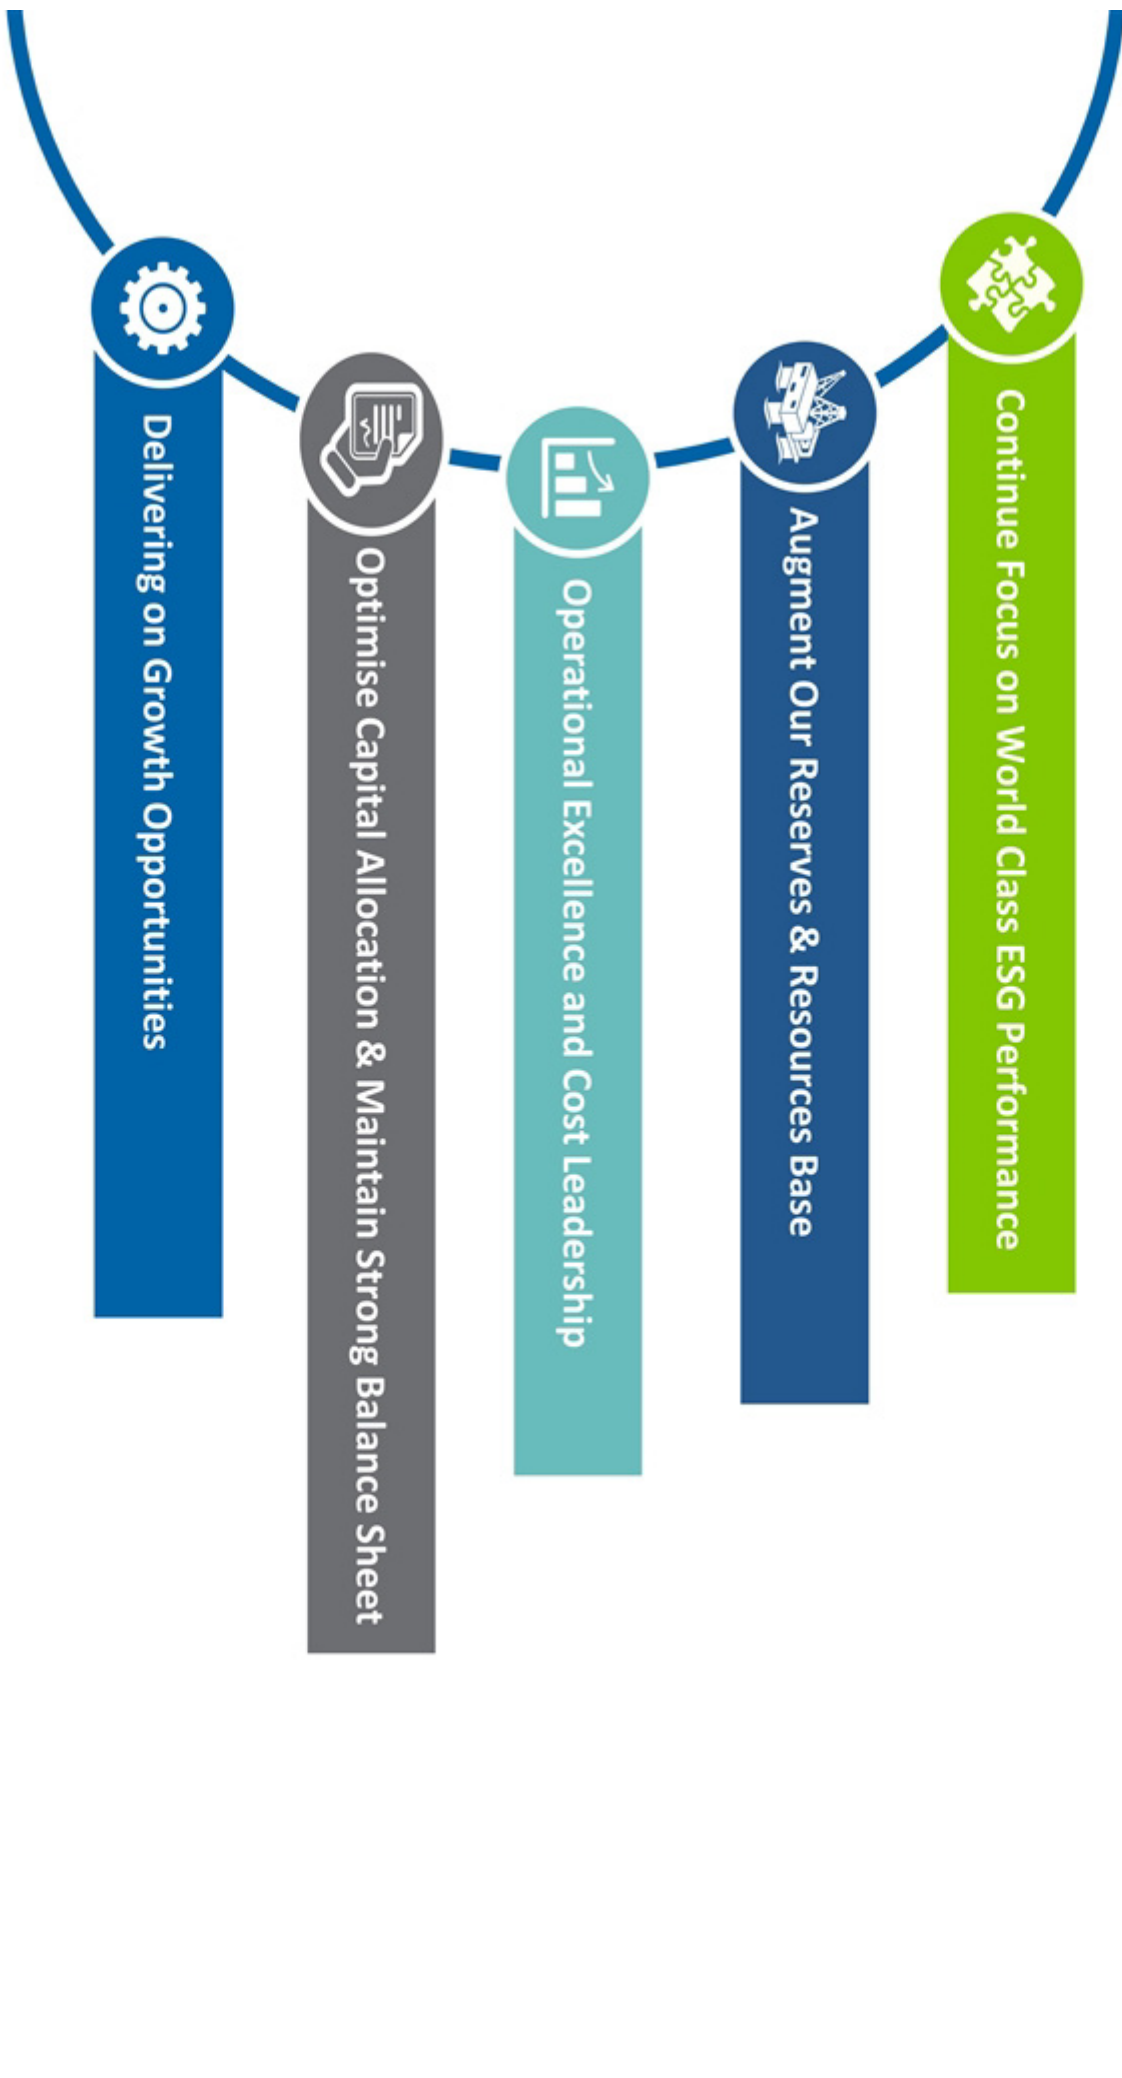 Continue Focus on World Class ESG Performance
Augment Our Reserves & Resources Base
Operational Excellence and Cost Leadership
Optimise Capital Allocation & Maintain Strong Balance Sheet
Delivering on Growth Opportunities